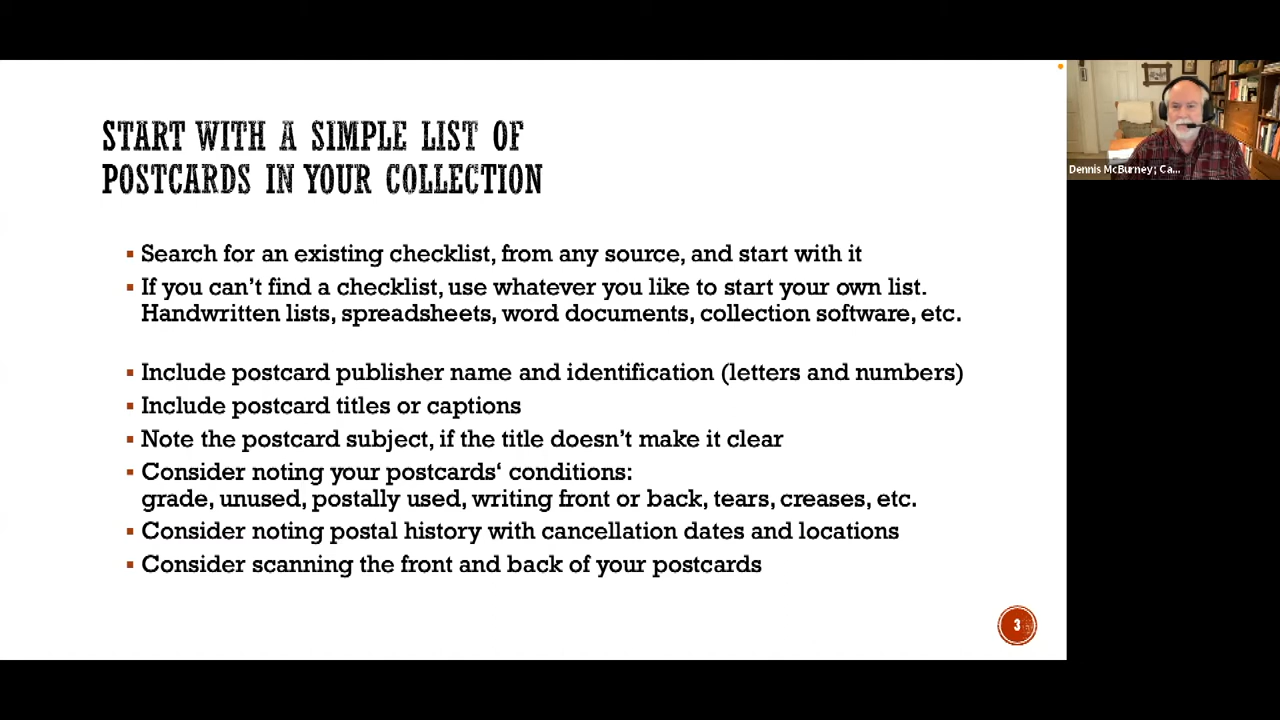 START WITH A SIMPLE LIST OF
POSTCARDS IN YOUR COLLECTION
Dennis McBurney; Ca...
▪ Search for an existing checklist, from any source, and start with it
▪ If you can’t find a checklist, use whatever you like to start your own list.
Handwritten lists, spreadsheets, word documents, collection software, etc.
▪ Include postcard publisher name and identification (letters and numbers)
▪ Include postcard titles or captions
▪ Note the postcard subject, if the title doesn’t make it clear
▪ Consider noting your postcards‘ conditions:
grade, unused, postally used, writing front or back, tears, creases, etc.
▪ Consider noting postal history with cancellation dates and locations
▪ Consider scanning the front and back of your postcards
3